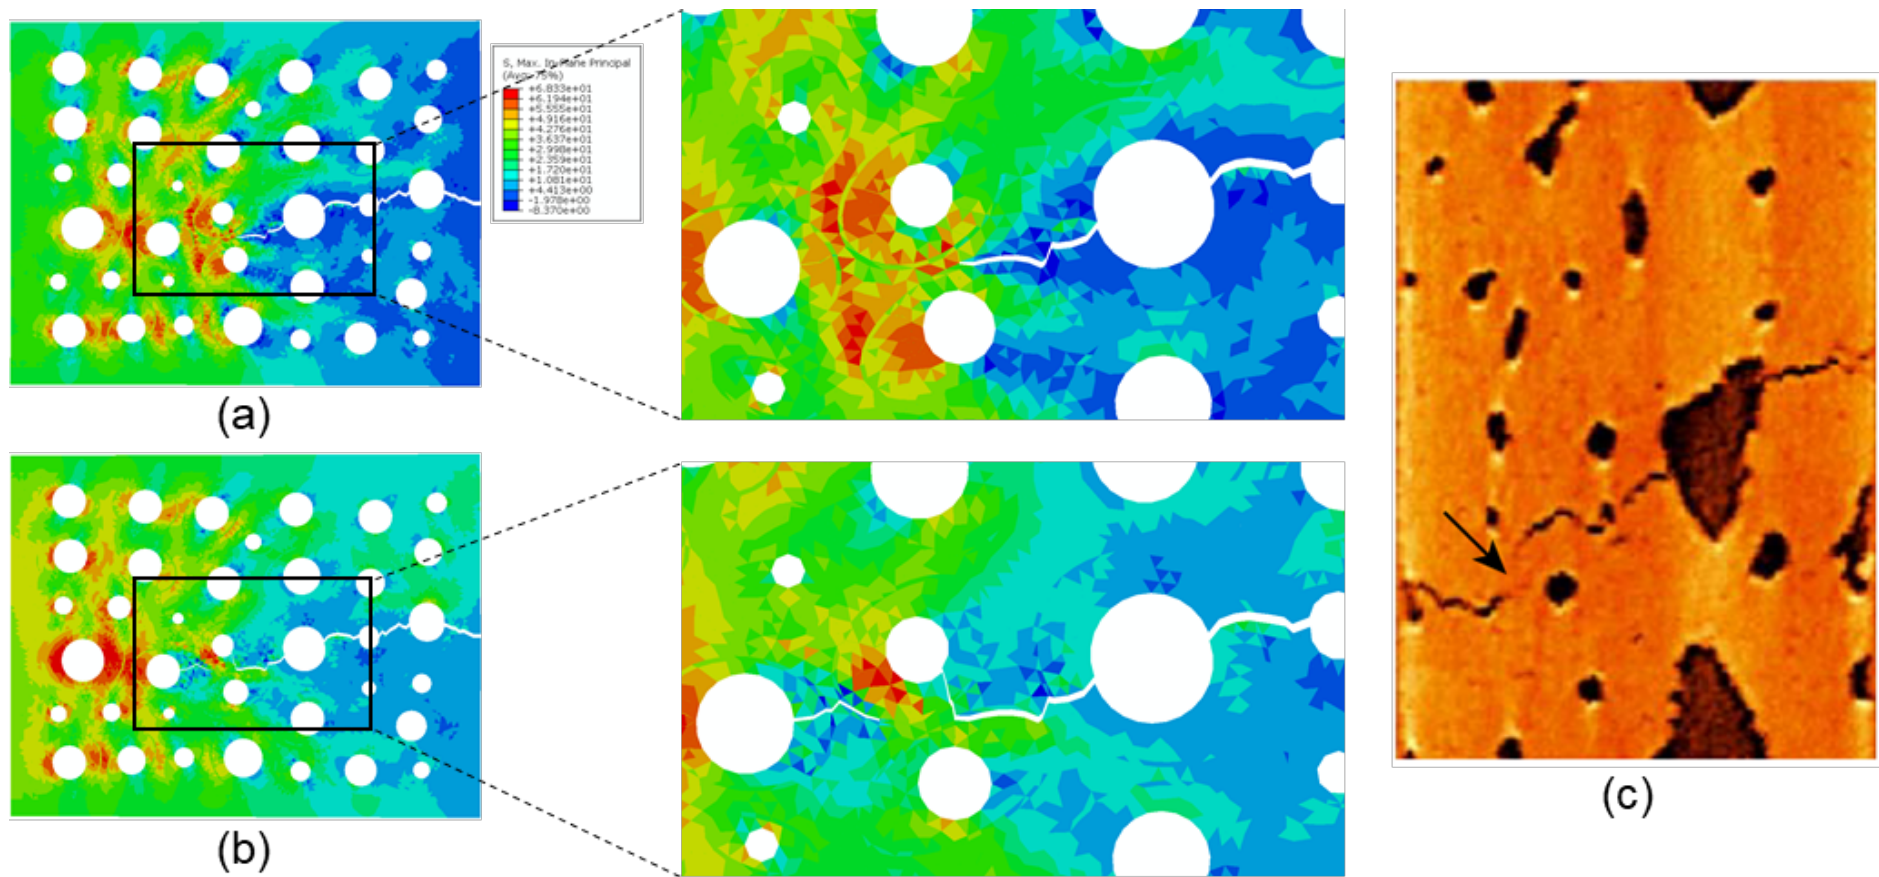 S, Max. In-Plane Principal
(Avg: 75%)
+6.833e+01
+6.194e+01
+5.555e+01
+4.916e+01
+4.276e+01
+3.637e+01
+2.998e+01
+2.359e+01
+1.720e+01
+1.081e+01
+4.413e+00
-1.978e+00
-8.370e+00
(a)
(b)
(c)